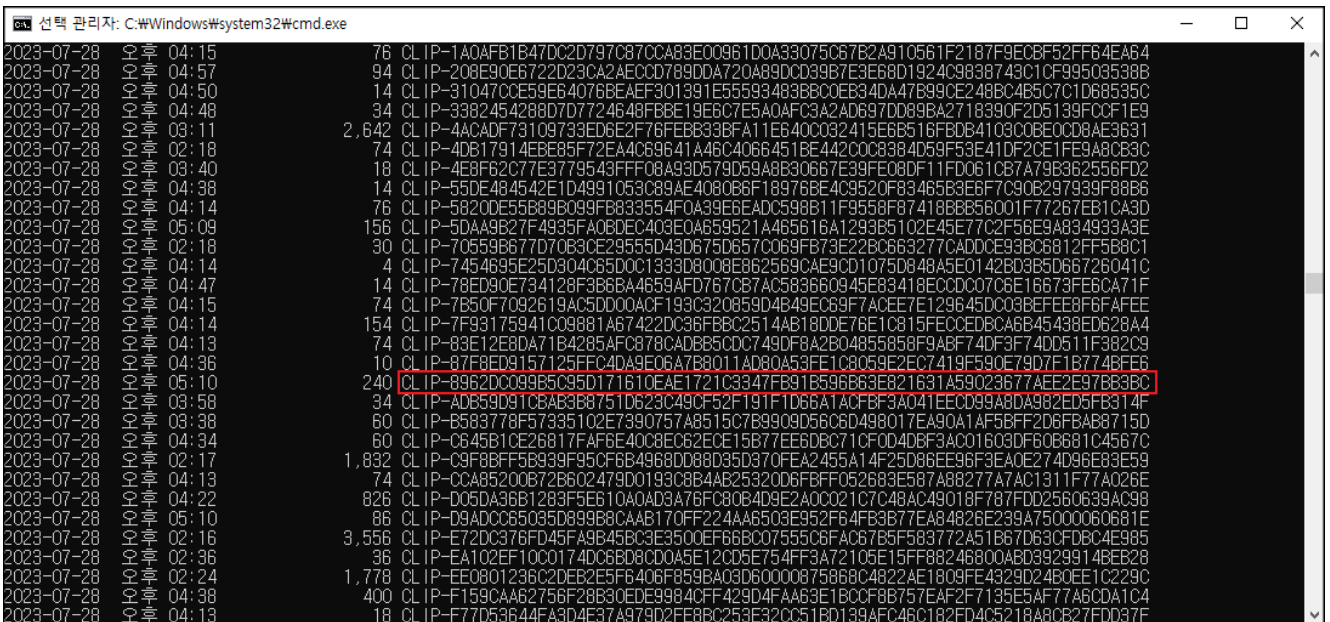 선택 관리자: C:₩Windows₩system32₩cmd.exe
2023-07-28 오후 04:15 76 CLIP-1A0AFB1B47DC2D797C87CCA83E00961D0A33075C67B2A910561F2187F9ECBF52FF64EA64
2023-07-28 오후 04:57 94 CLIP-208E90E6722D23CA2AECCD789DDA720A89DCD39B7E3E68D1924C9838743C1CF99503538B
2023-07-28 오후 04:50 14 CLIP-31047CCE59E64076BEAEF301391E55593483BBC0EB34DA47B99CE248BC4B5C7C1D68535C
2023-07-28 오후 04:48 34 CLIP-3382454288D7D7724648FBBE19E6C7E5A0AFC3A2AD697DD89BA2718390F2D5139FCCF1E9
2023-07-28 오후 03:11 2,642 CLIP-4ACADF73109733ED6E2F76FEBB33BFA11E640C032415E6B516FBDB4103C0BE0CD8AE3631
2023-07-28 오후 02:18 74 CLIP-4DB17914EBE85F72EA4C69641A46C4066451BE442C0C8384D59F53E41DF2CE1FE9A8CB3C
2023-07-28 오후 03:40 18 CLIP-4E8F62C77E3779543FFF08A93D579D59A8B30667E39FE08DF11FD061CB7A79B362556FD2
2023-07-28 오후 04:38 14 CLIP-55DE484542E1D4991053C89AE4080B6F18976BE4C9520F83465B3E6F7C90B297939F88B6
2023-07-28 오후 04:14 76 CLIP-5820DE55B89B099FB833554F0A39E6EADC598B11F9558F87418BBB56001F77267EB1CA3D
2023-07-28 오후 05:09 156 CLIP-5DAA9B27F4935FA0BDEC403E0A659521A465616A1293B5102E45E77C2F56E9A834933A3E
2023-07-28 오후 02:18 30 CLIP-70559B677D70B3CE29555D43D675D657C069FB73E22BC663277CADDCE93BC6812FF5B8C1
2023-07-28 오후 04:14 4 CLIP-7454695E25D304C65D0C1333D8008E862569CAE9CD1075D848A5E0142BD3B5D66726041C
2023-07-28 오후 04:47 14 CLIP-78ED90E734128F3B6BA4659AFD767CB7AC583660945E83418ECCDC07C6E16673FE6CA71F
2023-07-28 오후 04:15 74 CLIP-7B50F7092619AC5DD00ACF193C320859D4B49EC69F7ACEE7E129645DC03BEFEE8F6FAFEE
2023-07-28 오후 04:14 154 CLIP-7F93175941C09881A67422DC36FBBC2514AB18DDE76E1C815FECCEDBCA6B45438ED628A4
2023-07-28 오후 04:13 74 CLIP-83E12E8DA71B4285AFC878CADBB5CDC749DF8A2B04855858F9ABF74DF3F74DD511F382C9
2023-07-28 오후 04:36 10 CLIP-87F8ED9157125FFC4DA9E06A7B8011AD80A53FE1C8059E2EC7419F590E79D7F1B774BFE6
2023-07-28 오후 05:10 240 CLIP-8962DC099B5C95D171610EAE1721C3347FB91B596B63E821631A59023677AEE2E97BB3BC
2023-07-28 오후 03:58 34 CLIP-ADB59D91CBAB3B8751D623C49CF52F191F1D66A1ACFBF3A041EECD99A8DA982ED5FB314F
2023-07-28 오후 03:38 60 CLIP-B583778F57335102E7390757A8515C7B9909D56C6D498017EA90A1AF5BFF2D6FBAB8715D
2023-07-28 오후 04:34 60 CLIP-C645B1CE26817FAF6E40C8EC62ECE15B77EE6DBC71CF0D4DBF3AC01603DF60B681C4567C
2023-07-28 오후 02:17 1,832 CLIP-C9F8BFF5B939F95CF6B4968DD88D35D370FEA2455A14F25D86EE96F3EA0E274D96E83E59
2023-07-28 오후 04:13 74 CLIP-CCA85200B72B602479D0193C8B4AB25320D6FBFF052683E587A88277A7AC1311F77A026E
2023-07-28 오후 04:22 826 CLIP-D05DA36B1283F5E610A0AD3A76FC80B4D9E2A0C021C7C48AC49018F787FDD2560639AC98
2023-07-28 오후 05:10 86 CLIP-D9ADCC65035D899B8CAAB170FF224AA6503E952F64FB3B77EA84826E239A75000060681E
2023-07-28 오후 02:16 3,556 CLIP-E72DC376FD45FA9B45BC3E3500EF66BC07555C6FAC67B5F583772A51B67D63CFDBC4E985
2023-07-28 오후 02:36 36 CLIP-EA102EF10C0174DC6BD8CD0A5E12CD5E754FF3A72105E15FF88246800ABD3929914BEB28
2023-07-28 오후 02:24 1,778 CLIP-EE0801236C2DEB2E5F6406F859BA03D60000875868C4822AE1809FE4329D24B0EE1C229C
2023-07-28 오후 04:38 400 CLIP-F159CAA62756F28B30EDE9984CFF429D4FAA63E1BCCF8B757EAF2F7135E5AF77A6CDA1C4
2023-07-28 오후 04:13 18 CLIP-F77D53644FA3D4E37A979D2FE8BC253E32CC51BD139AFC46C182FD4C5218A8CB27FDD37F